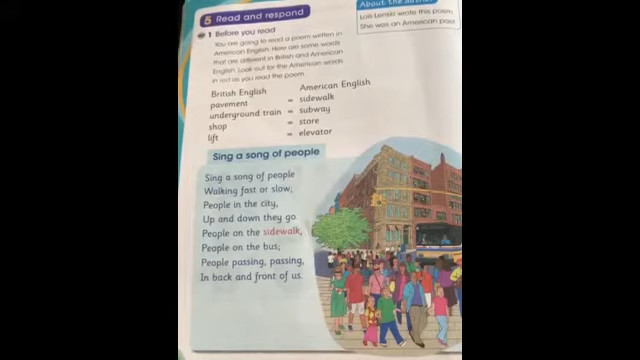 5 Read and respond
1 Before you read
You are going to read a poem written in
American English. Here are some words
that are different in British and American
English. Look out for the American words
in red as you read the poem.
British English American English
pavement = sidewalk
underground train = subway
shop = store
lift = elevator
About the
Lois Lenski wrote this poem.
She was an American
Sing a song of people
Sing a song of people
Walking fast or slow;
People in the city,
Up and down they go.
People on the sidewalk,
People on the bus;
People passing, passing,
In back and front of us.